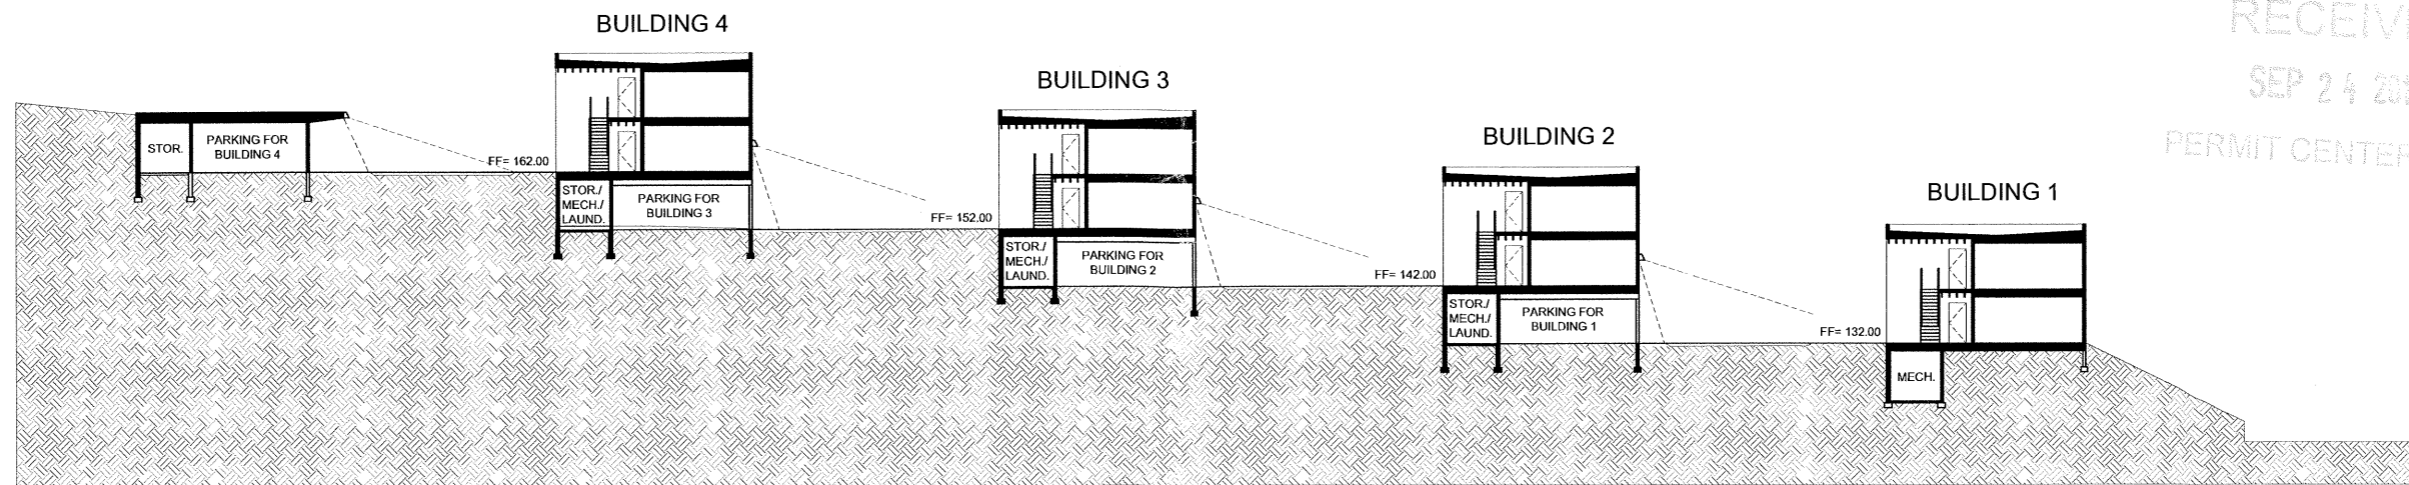 BUILDING 4
RECEIV
BUILDING 3
SEP 24 20
BUILDING 2
PERMIT CENTER
BUILDING 1
STOR.
PARKING FOR
BUILDING 4
FF= 162.00
STOR./
MECH./
LAUND.
PARKING FOR
BUILDING 3
FF= 152.00
STOR./
MECH./
LAUND.
PARKING FOR
BUILDING 2
FF= 142.00
STOR./
MECH./
LAUND.
PARKING FOR
BUILDING 1
FF= 132.00
MECH.